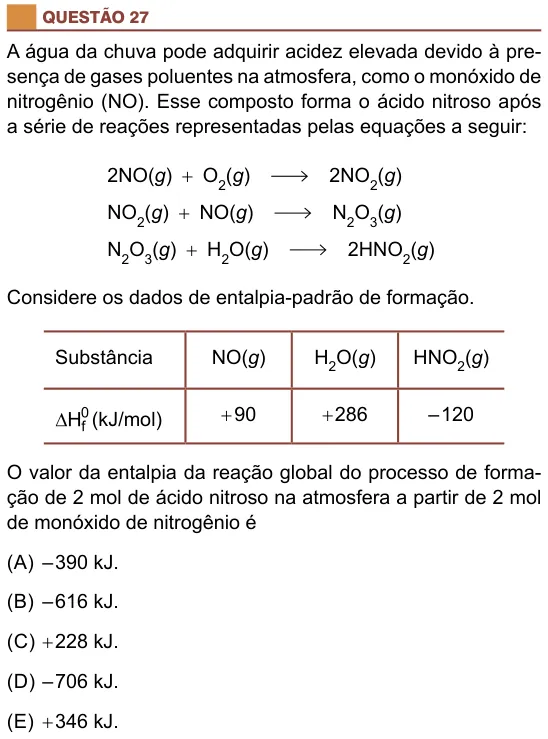 QUESTÃO 27
A água da chuva pode adquirir acidez elevada devido à pre-
sença de gases poluentes na atmosfera, como o monóxido de
nitrogênio (NO). Esse composto forma o ácido nitroso após
a série de reações representadas pelas equações a seguir:
2NO(g) + O₂(g) ⟶ 2NO₂(g)
NO₂(g) + NO(g) ⟶ N₂O₃(g)
N₂O₃(g) + H₂O(g) ⟶ 2HNO₂(g)
Considere os dados de entalpia-padrão de formação.
Substância NO(g) H₂O(g) HNO₂(g)
ΔH⁰f (kJ/mol) +90 +286 –120
O valor da entalpia da reação global do processo de forma-
ção de 2 mol de ácido nitroso na atmosfera a partir de 2 mol
de monóxido de nitrogênio é
(A) –390 kJ.
(B) –616 kJ.
(C) +228 kJ.
(D) –706 kJ.
(E) +346 kJ.